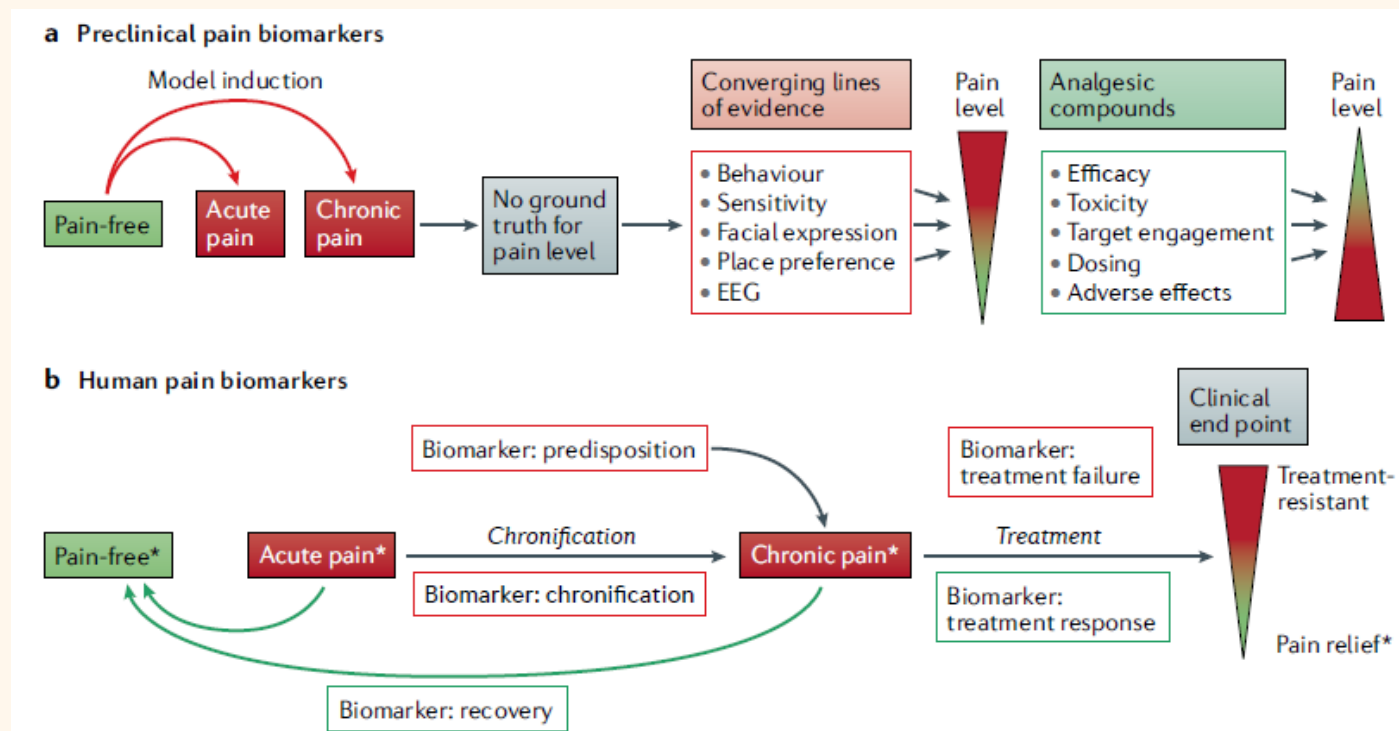 a Preclinical pain biomarkers
Model induction
Pain-free
Acute
pain
Chronic
pain
No ground
truth for
pain level
Converging lines
of evidence
• Behaviour
• Sensitivity
• Facial expression
• Place preference
• EEG
Pain
level
Analgesic
compounds
• Efficacy
• Toxicity
• Target engagement
• Dosing
• Adverse effects
Pain
level
b Human pain biomarkers
Biomarker: predisposition
Pain-free*
Acute pain*
Chronification
Biomarker: chronification
Chronic pain*
Biomarker:
treatment failure
Treatment
Biomarker:
treatment response
Clinical
end point
Treatment-
resistant
Pain relief*
Biomarker: recovery